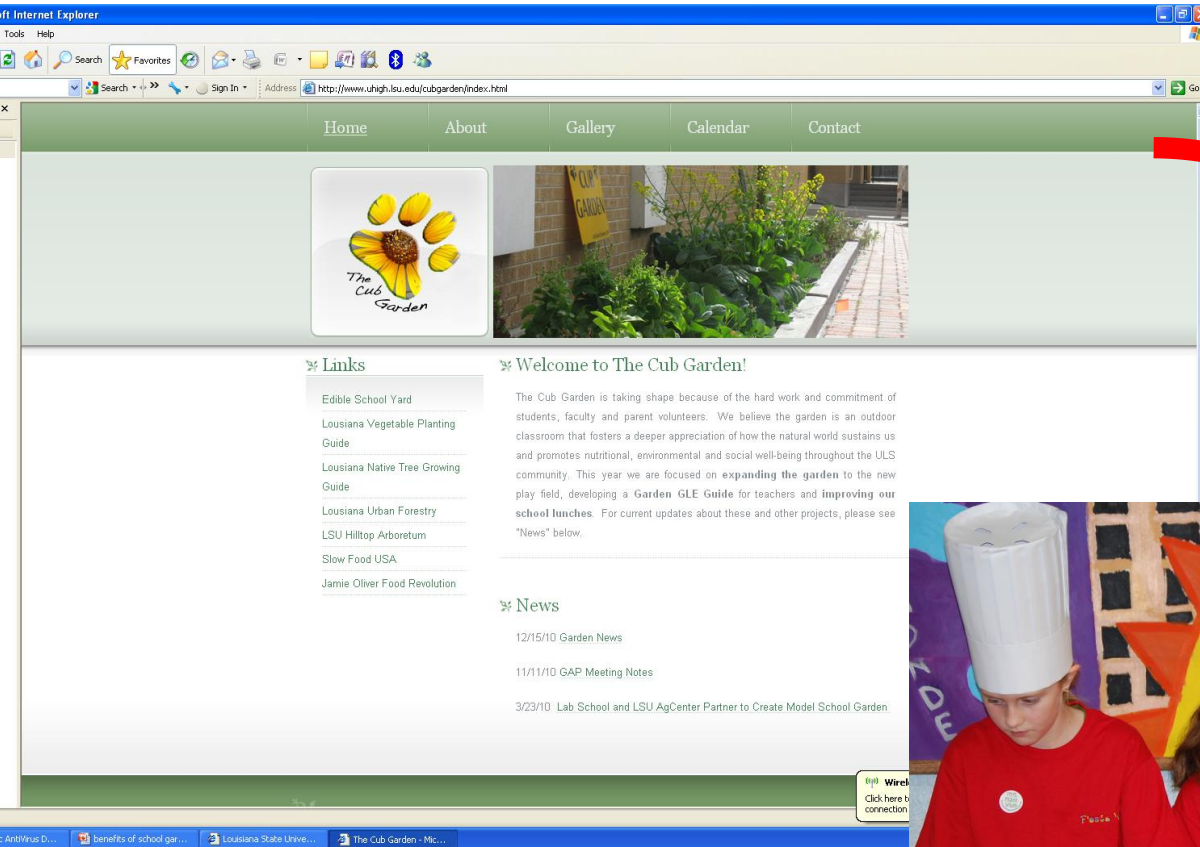 oft Internet Explorer
Tools Help
Search Favorites
Search Sign In Address http://www.uhigh.lsu.edu/cubgarden/index.html Go
Home About Gallery Calendar Contact
The
Cub
Garden
CUB
GARDEN
Links
Edible School Yard
Lousiana Vegetable Planting
Guide
Lousiana Native Tree Growing
Guide
Lousiana Urban Forestry
LSU Hilltop Arboretum
Slow Food USA
Jamie Oliver Food Revolution
Welcome to The Cub Garden!
The Cub Garden is taking shape because of the hard work and commitment of
students, faculty and parent volunteers. We believe the garden is an outdoor
classroom that fosters a deeper appreciation of how the natural world sustains us
and promotes nutritional, environmental and social well-being throughout the ULS
community. This year we are focused on expanding the garden to the new
play field, developing a Garden GLE Guide for teachers and improving our
school lunches. For current updates about these and other projects, please see
"News" below.
News
12/15/10 Garden News
11/11/10 GAP Meeting Notes
3/23/10 Lab School and LSU AgCenter Partner to Create Model School Garden
Wirel
Click here t
connection
c AntiVirus D... benefits of school gar... Louisiana State Unive... The Cub Garden - Mic...